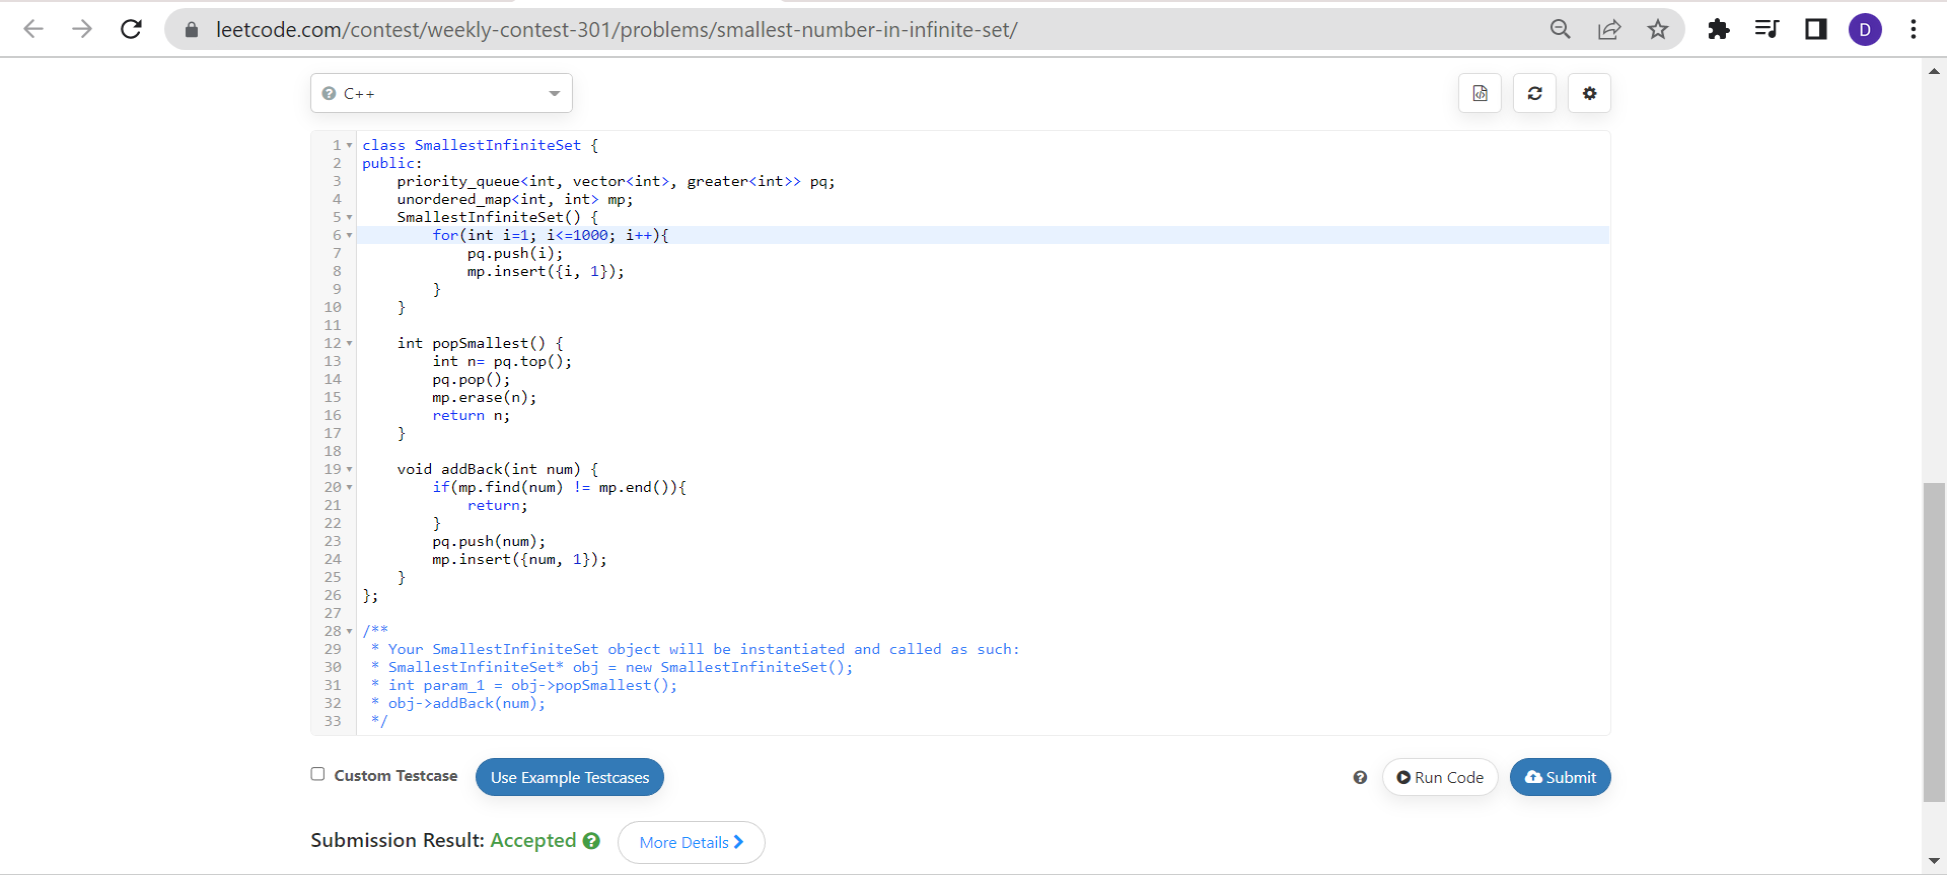 leetcode.com/contest/weekly-contest-301/problems/smallest-number-in-infinite-set/
D
C++
1 class SmallestInfiniteSet {
2 public:
3     priority_queue<int, vector<int>, greater<int>> pq;
4     unordered_map<int, int> mp;
5     SmallestInfiniteSet() {
6         for(int i=1; i<=1000; i++){
7             pq.push(i);
8             mp.insert({i, 1});
9         }
10     }
11
12     int popSmallest() {
13         int n= pq.top();
14         pq.pop();
15         mp.erase(n);
16         return n;
17     }
18
19     void addBack(int num) {
20         if(mp.find(num) != mp.end()){
21             return;
22         }
23         pq.push(num);
24         mp.insert({num, 1});
25     }
26 };
27
28 /**
29  * Your SmallestInfiniteSet object will be instantiated and called as such:
30  * SmallestInfiniteSet* obj = new SmallestInfiniteSet();
31  * int param_1 = obj->popSmallest();
32  * obj->addBack(num);
33  */
Custom Testcase Use Example Testcases Run Code Submit
Submission Result: Accepted More Details